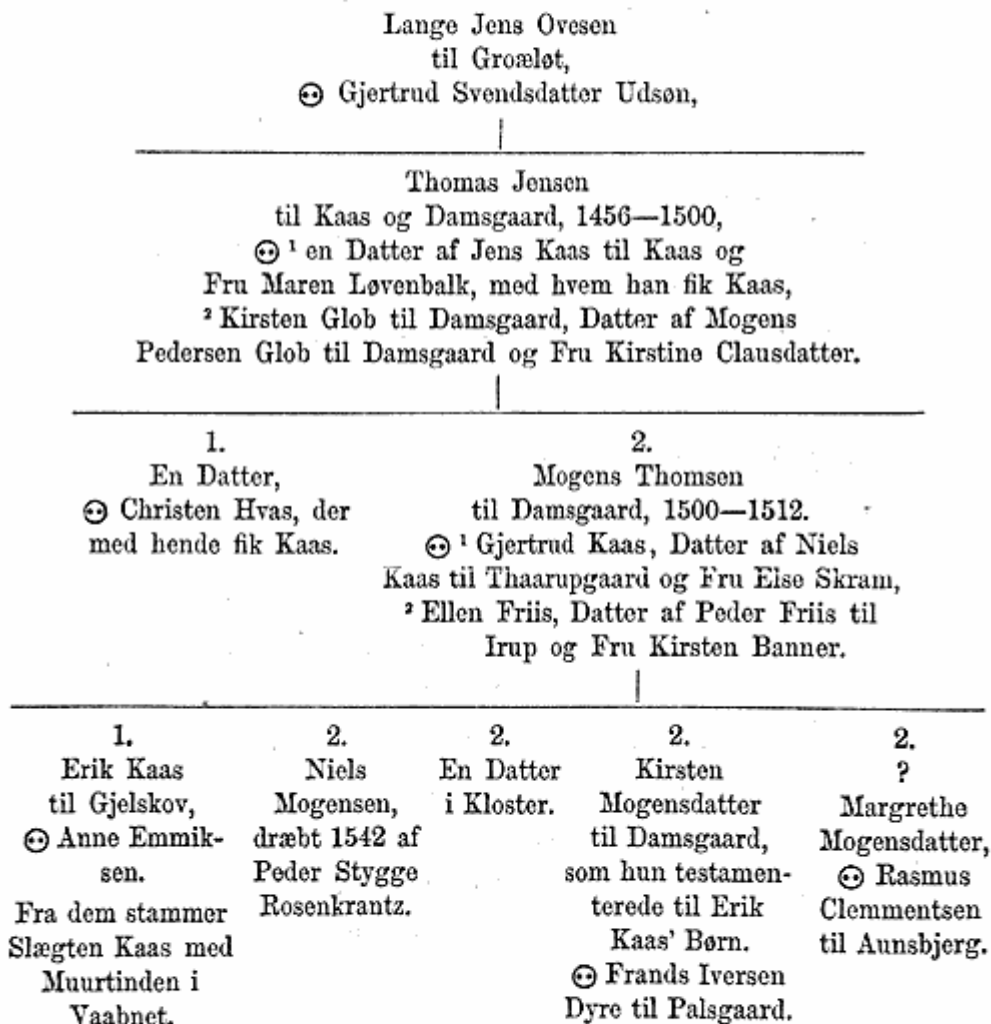 Lange Jens Ovesen
til Groæløt,
⚭ Gjertrud Svendsdatter Udsøn,
Thomas Jensen
til Kaas og Damsgaard, 1456—1500,
⚭ ¹ en Datter af Jens Kaas til Kaas og
Fru Maren Løvenbalk, med hvem han fik Kaas,
² Kirsten Glob til Damsgaard, Datter af Mogens
Pedersen Glob til Damsgaard og Fru Kirstine Clausdatter.
1.
En Datter,
⚭ Christen Hvas, der
med hende fik Kaas.
2.
Mogens Thomsen
til Damsgaard, 1500—1512.
⚭ ¹ Gjertrud Kaas, Datter af Niels
Kaas til Thaarupgaard og Fru Else Skram,
² Ellen Friis, Datter af Peder Friis til
Irup og Fru Kirsten Banner.
1.
Erik Kaas
til Gjelskov,
⚭ Anne Emmik-
sen.
Fra dem stammer
Slægten Kaas med
Muurtinden i
Vaabnet.
2.
Niels
Mogensen,
dræbt 1542 af
Peder Stygge
Rosenkrantz.
2.
En Datter
i Kloster.
2.
Kirsten
Mogensdatter
til Damsgaard,
som hun testamen-
terede til Erik
Kaas' Børn.
⚭ Frands Iversen
Dyre til Palsgaard.
2.
?
Margrethe
Mogensdatter,
⚭ Rasmus
Clemmentsen
til Aunsbjerg.